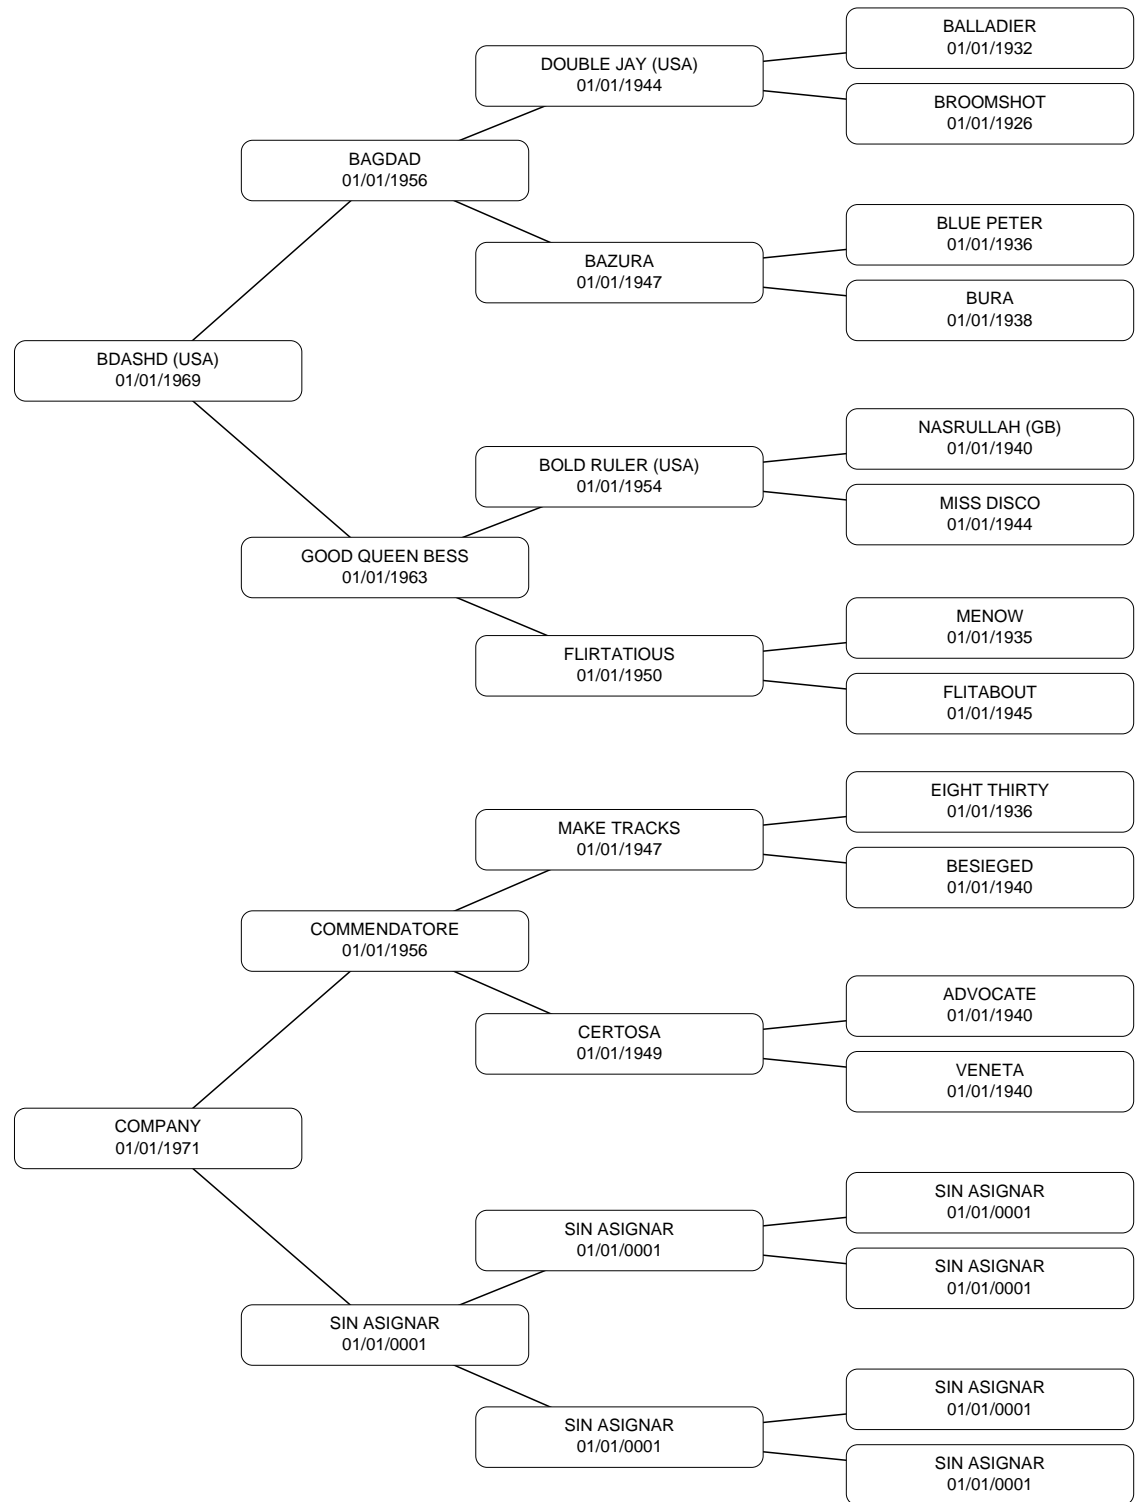 BALLADIER
01/01/1932
DOUBLE JAY (USA)
01/01/1944
BROOMSHOT
01/01/1926
BAGDAD
01/01/1956
BLUE PETER
01/01/1936
BAZURA
01/01/1947
BURA
01/01/1938
BDASHD (USA)
01/01/1969
NASRULLAH (GB)
01/01/1940
BOLD RULER (USA)
01/01/1954
MISS DISCO
01/01/1944
GOOD QUEEN BESS
01/01/1963
MENOW
01/01/1935
FLIRTATIOUS
01/01/1950
FLITABOUT
01/01/1945
EIGHT THIRTY
01/01/1936
MAKE TRACKS
01/01/1947
BESIEGED
01/01/1940
COMMENDATORE
01/01/1956
ADVOCATE
01/01/1940
CERTOSA
01/01/1949
VENETA
01/01/1940
COMPANY
01/01/1971
SIN ASIGNAR
01/01/0001
SIN ASIGNAR
01/01/0001
SIN ASIGNAR
01/01/0001
SIN ASIGNAR
01/01/0001
SIN ASIGNAR
01/01/0001
SIN ASIGNAR
01/01/0001
SIN ASIGNAR
01/01/0001